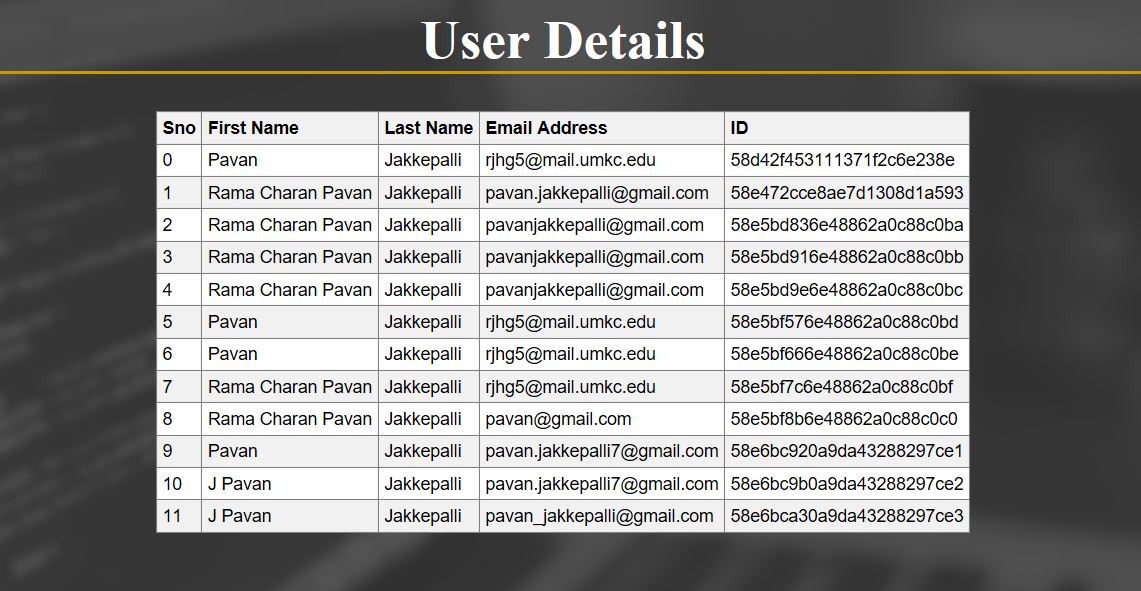 User Details
Sno First Name Last Name Email Address ID
0 Pavan Jakkepalli rjhg5@mail.umkc.edu 58d42f453111371f2c6e238e
1 Rama Charan Pavan Jakkepalli pavan.jakkepalli@gmail.com 58e472cce8ae7d1308d1a593
2 Rama Charan Pavan Jakkepalli pavanjakkepalli@gmail.com 58e5bd836e48862a0c88c0ba
3 Rama Charan Pavan Jakkepalli pavanjakkepalli@gmail.com 58e5bd916e48862a0c88c0bb
4 Rama Charan Pavan Jakkepalli pavanjakkepalli@gmail.com 58e5bd9e6e48862a0c88c0bc
5 Pavan Jakkepalli rjhg5@mail.umkc.edu 58e5bf576e48862a0c88c0bd
6 Pavan Jakkepalli rjhg5@mail.umkc.edu 58e5bf666e48862a0c88c0be
7 Rama Charan Pavan Jakkepalli rjhg5@mail.umkc.edu 58e5bf7c6e48862a0c88c0bf
8 Rama Charan Pavan Jakkepalli pavan@gmail.com 58e5bf8b6e48862a0c88c0c0
9 Pavan Jakkepalli pavan.jakkepalli7@gmail.com 58e6bc920a9da43288297ce1
10 J Pavan Jakkepalli pavan.jakkepalli7@gmail.com 58e6bc9b0a9da43288297ce2
11 J Pavan Jakkepalli pavan_jakkepalli@gmail.com 58e6bca30a9da43288297ce3